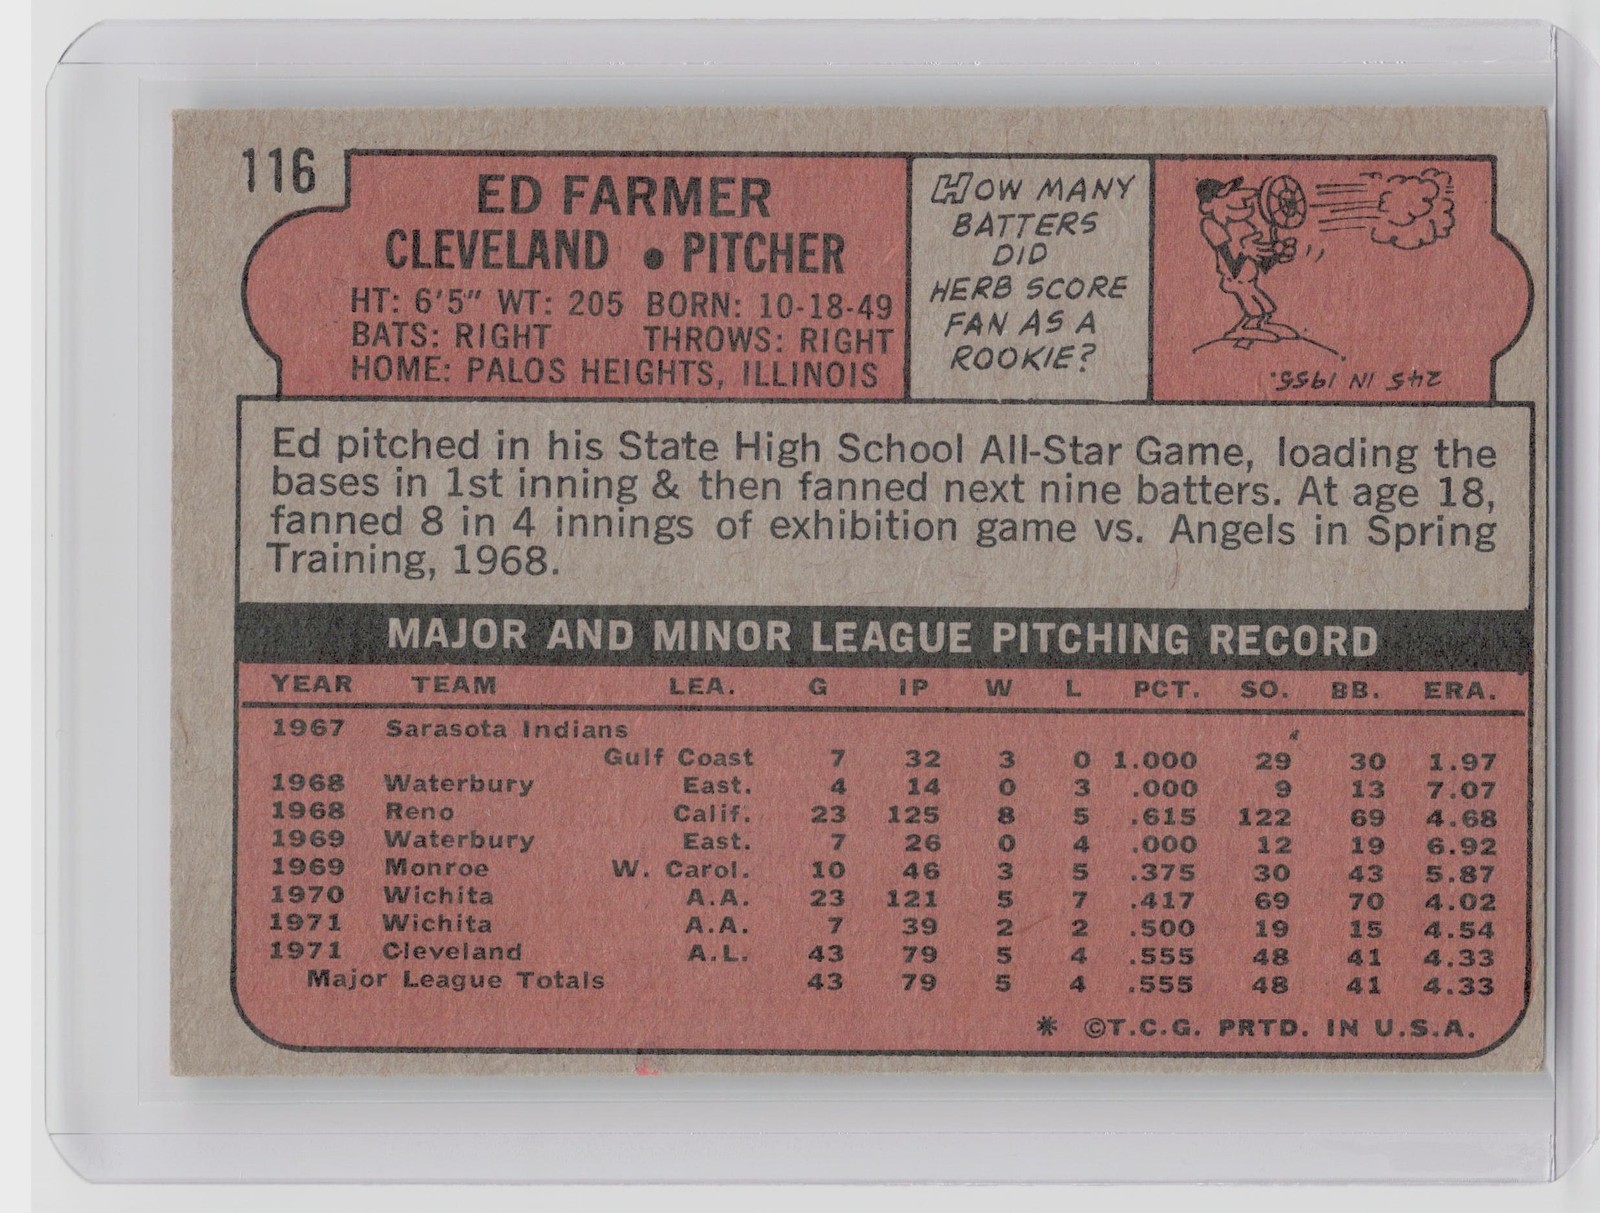 116
ED FARMER
CLEVELAND • PITCHER
HT: 6'5" WT: 205 BORN: 10-18-49
BATS: RIGHT THROWS: RIGHT
HOME: PALOS HEIGHTS, ILLINOIS
HOW MANY
BATTERS
DID
HERB SCORE
FAN AS A
ROOKIE?
245 IN 1955.
Ed pitched in his State High School All-Star Game, loading the
bases in 1st inning & then fanned next nine batters. At age 18,
fanned 8 in 4 innings of exhibition game vs. Angels in Spring
Training, 1968.
MAJOR AND MINOR LEAGUE PITCHING RECORD
YEAR TEAM LEA. G IP W L PCT. SO. BB. ERA.
1967 Sarasota Indians
Gulf Coast 7 32 3 0 1.000 29 30 1.97
1968 Waterbury East. 4 14 0 3 .000 9 13 7.07
1968 Reno Calif. 23 125 8 5 .615 122 69 4.68
1969 Waterbury East. 7 26 0 4 .000 12 19 6.92
1969 Monroe W. Carol. 10 46 3 5 .375 30 43 5.87
1970 Wichita A.A. 23 121 5 7 .417 69 70 4.02
1971 Wichita A.A. 7 39 2 2 .500 19 15 4.54
1971 Cleveland A.L. 43 79 5 4 .555 48 41 4.33
Major League Totals 43 79 5 4 .555 48 41 4.33
* ©T.C.G. PRTD. IN U.S.A.